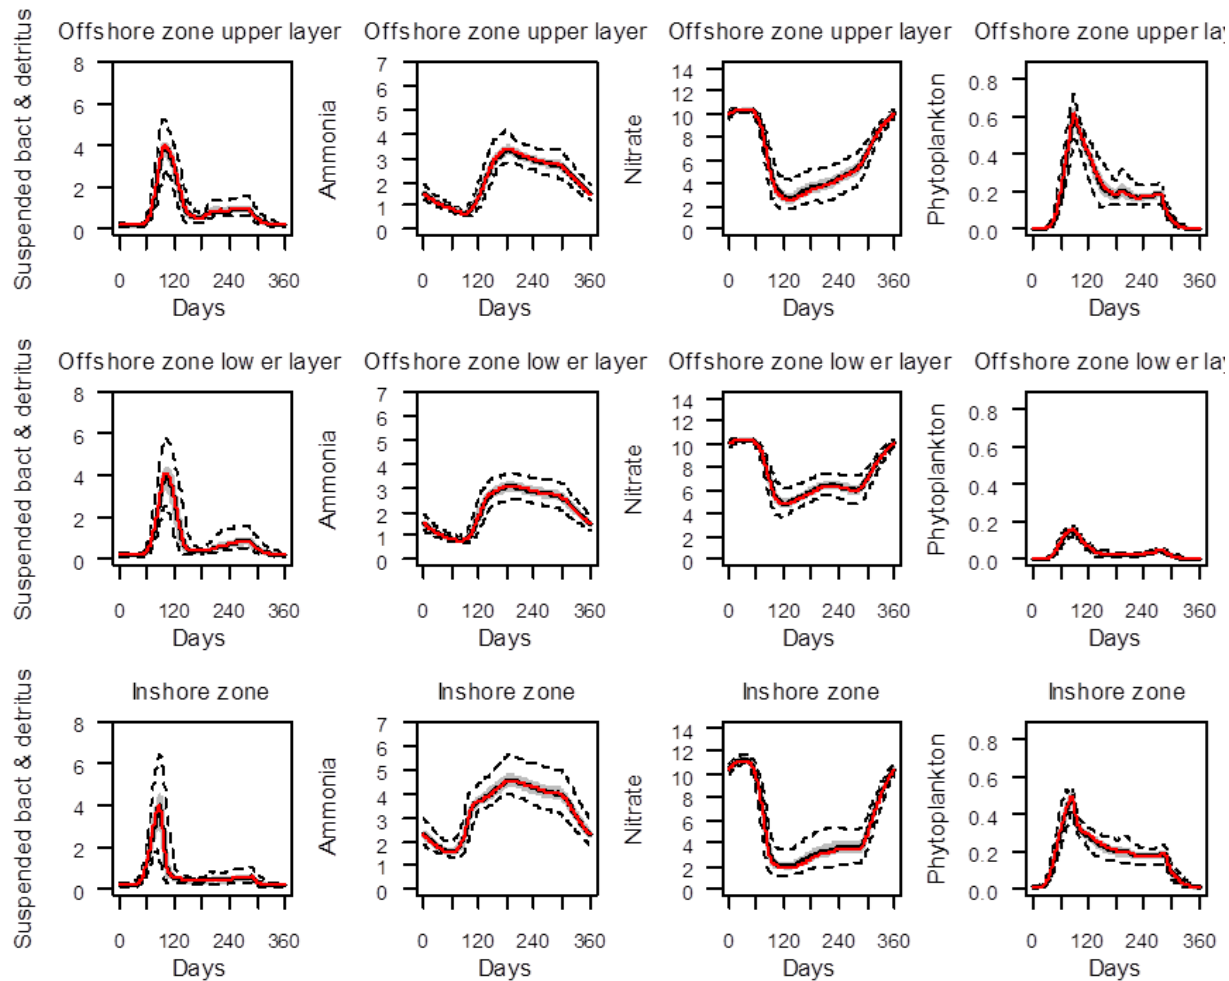 Offshore zone upper layer
Suspended bact & detritus
8
6
4
2
0
0 120 240 360
Days
Offshore zone upper layer
Ammonia
7
6
5
4
3
2
1
0
0 120 240 360
Days
Offshore zone upper layer
Nitrate
14
12
10
8
6
4
2
0
0 120 240 360
Days
Offshore zone upper lay
Phytoplankton
0.8
0.6
0.4
0.2
0.0
0 120 240 360
Days
Offshore zone low er layer
Suspended bact & detritus
8
6
4
2
0
0 120 240 360
Days
Offshore zone low er layer
Ammonia
7
6
5
4
3
2
1
0
0 120 240 360
Days
Offshore zone low er layer
Nitrate
14
12
10
8
6
4
2
0
0 120 240 360
Days
Offshore zone low er lay
Phytoplankton
0.8
0.6
0.4
0.2
0.0
0 120 240 360
Days
Inshore zone
Suspended bact & detritus
8
6
4
2
0
0 120 240 360
Days
Inshore zone
Ammonia
7
6
5
4
3
2
1
0
0 120 240 360
Days
Inshore zone
Nitrate
14
12
10
8
6
4
2
0
0 120 240 360
Days
Inshore zone
Phytoplankton
0.8
0.6
0.4
0.2
0.0
0 120 240 360
Days